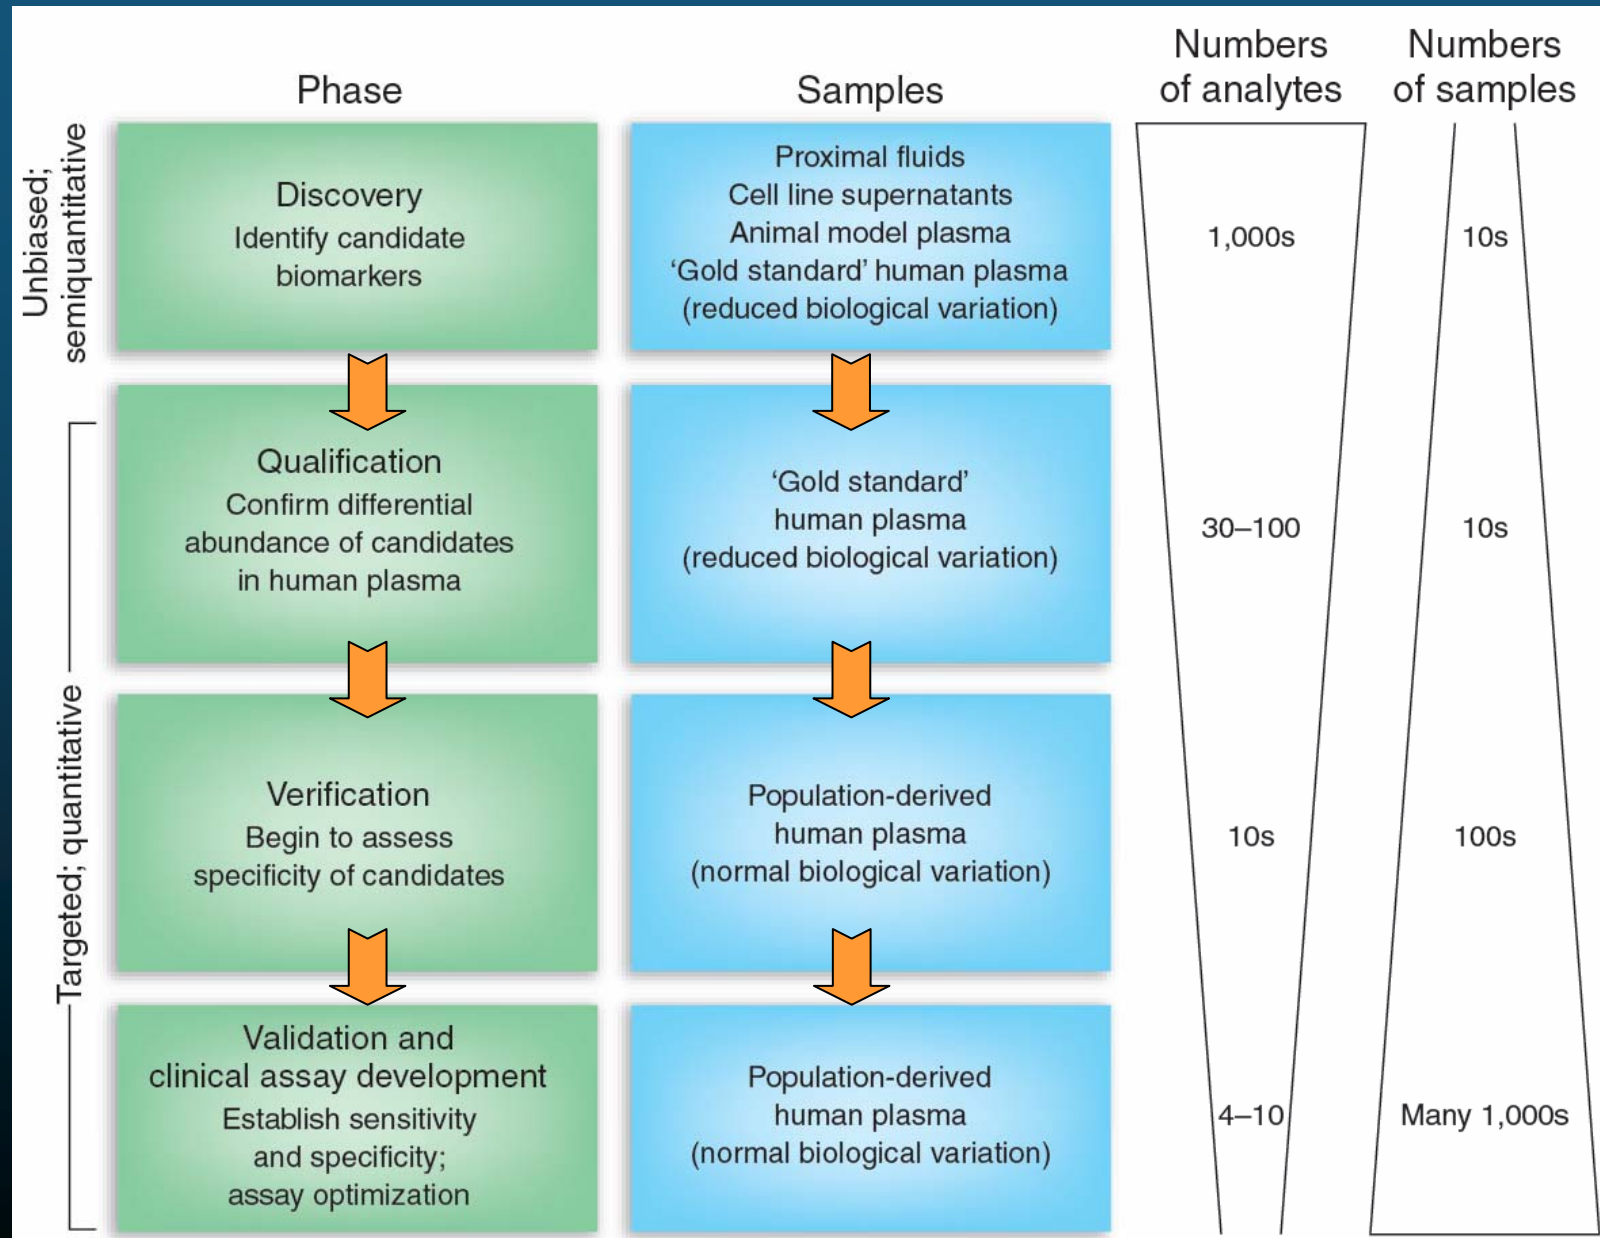 Phase
Samples
Numbers
of analytes
Numbers
of samples
Unbiased;
semiquantitative
Discovery
Identify candidate
biomarkers
Proximal fluids
Cell line supernatants
Animal model plasma
‘Gold standard’ human plasma
(reduced biological variation)
1,000s
10s
Targeted; quantitative
Qualification
Confirm differential
abundance of candidates
in human plasma
‘Gold standard’
human plasma
(reduced biological variation)
30–100
10s
Verification
Begin to assess
specificity of candidates
Population-derived
human plasma
(normal biological variation)
10s
100s
Validation and
clinical assay development
Establish sensitivity
and specificity;
assay optimization
Population-derived
human plasma
(normal biological variation)
4–10
Many 1,000s